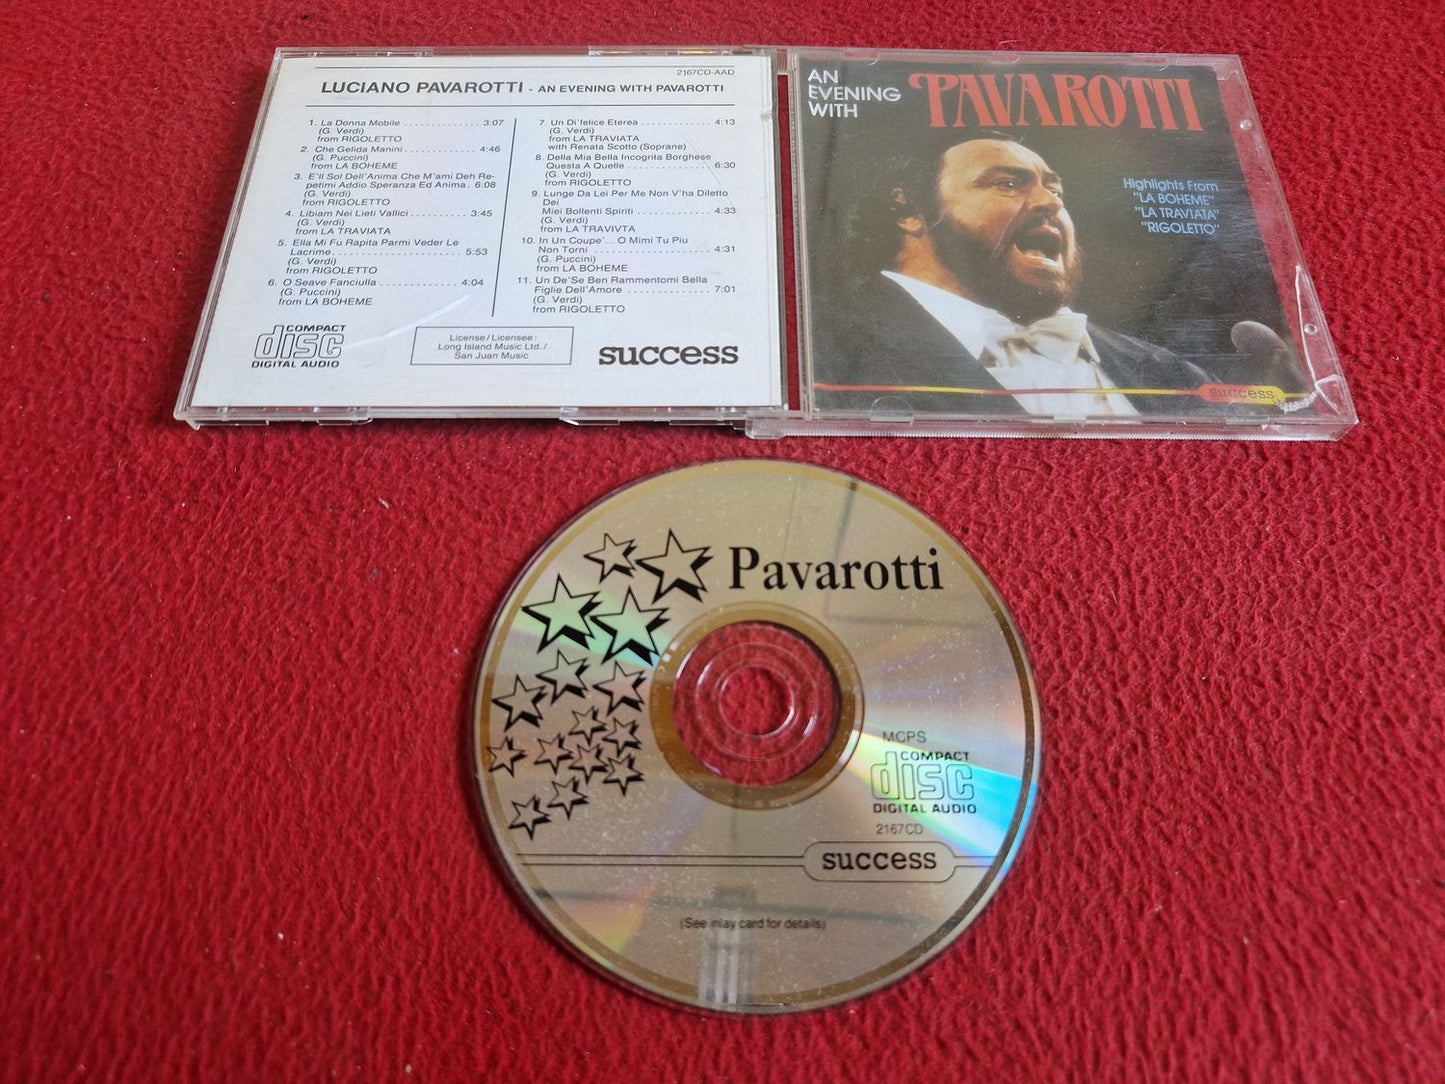 2167CD-AAD
LUCIANO PAVAROTTI - AN EVENING WITH PAVAROTTI
1. La Donna Mobile .............. 3:07
(G. Verdi)
from RIGOLETTO
2. Che Gelida Manini ............ 4:46
(G. Puccini)
from LA BOHEME
3. E'Il Sol Dell'Anima Che M'ami Deh Re-
petimi Addio Speranza Ed Anima . 6:08
(G. Verdi)
from RIGOLETTO
4. Libiam Nei Lieti Vallici .......... 3:45
(G. Verdi)
from LA TRAVIATA
5. Ella Mi Fu Rapita Parmi Veder Le
Lacrime ...................... 5:53
(G. Verdi)
from RIGOLETTO
6. O Seave Fanciulla ............. 4:04
(G. Puccini)
from LA BOHEME
7. Un Di'felice Eterea ............. 4:13
(G. Verdi)
from LA TRAVIATA
with Renata Scotto (Soprane)
8. Della Mia Bella Incogrita Borghese
Questa A Quelle .............. 6:30
(G. Verdi)
from RIGOLETTO
9. Lunge Da Lei Per Me Non V'ha Diletto
Dei
Miei Bollenti Spiriti ............ 4:33
(G. Verdi)
from LA TRAVIVTA
10. In Un Coupe'... O Mimi Tu Piu
Non Torni .................... 4:31
(G. Puccini)
from LA BOHEME
11. Un De'Se Ben Rammentomi Bella
Figlie Dell'Amore .............. 7:01
(G. Verdi)
from RIGOLETTO
COMPACT
disc
DIGITAL AUDIO
License/Licensee:
Long Island Music Ltd./
San Juan Music
success
AN
EVENING
WITH
PAVAROTTI
Highlights From
"LA BOHEME"
"LA TRAVIATA"
"RIGOLETTO"
success
Pavarotti
MCPS
COMPACT
disc
DIGITAL AUDIO
2167CD
success
(See inlay card for details)